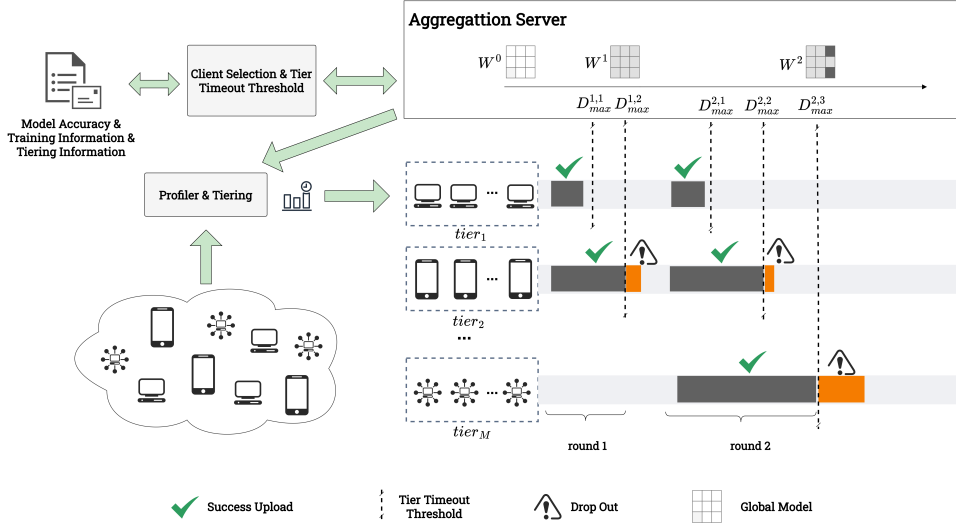 Aggregattion Server
W^0
W^1
W^2
D_{max}^{1,1}
D_{max}^{1,2}
D_{max}^{2,1}
D_{max}^{2,2}
D_{max}^{2,3}
Client Selection & Tier
Timeout Threshold
Model Accuracy &
Training Information &
Tiering Information
Profiler & Tiering
...
tier_1
...
tier_2
...
...
tier_M
round 1
round 2
Success Upload
Tier Timeout
Threshold
Drop Out
Global Model